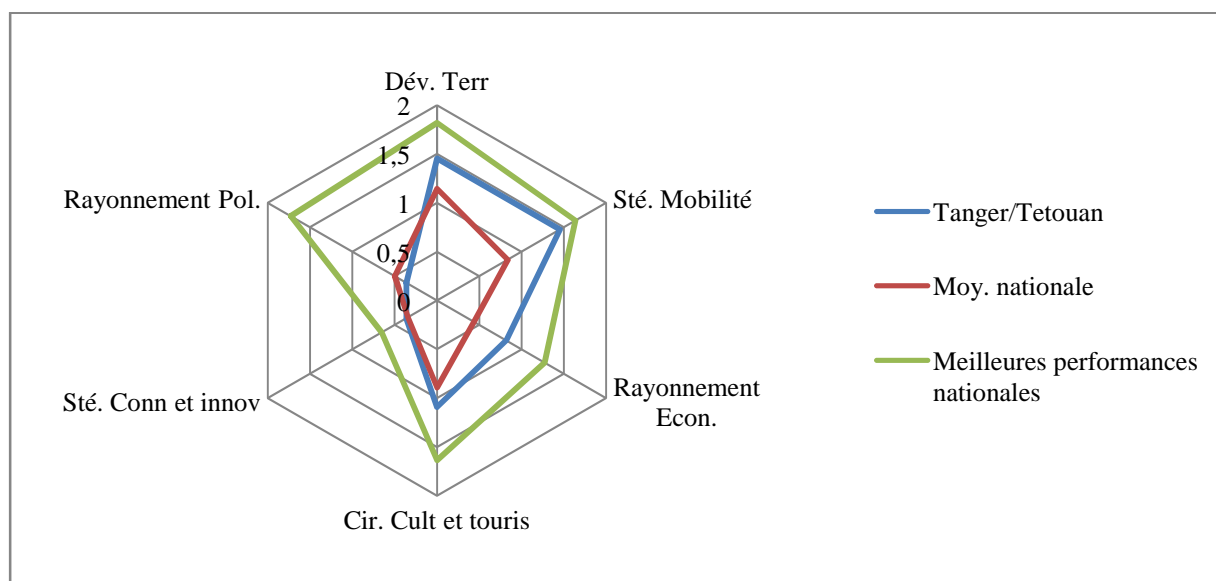 Dév. Terr
2
1,5
1
0,5
0
Rayonnement Pol.
Sté. Mobilité
Sté. Conn et innov
Rayonnement
Econ.
Cir. Cult et touris
Tanger/Tetouan
Moy. nationale
Meilleures performances
nationales